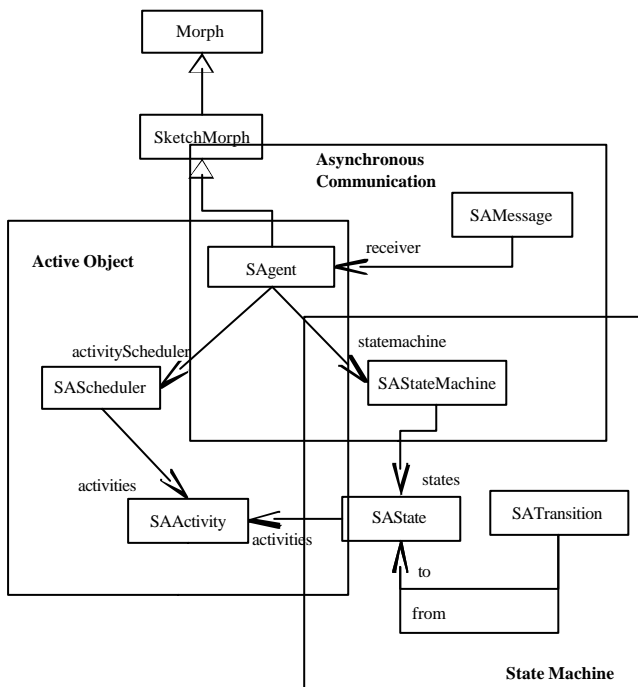 Morph
SketchMorph
Asynchronous
Communication
SAMessage
receiver
Active Object
SAgent
activityScheduler
statemachine
SAScheduler
SAStateMachine
activities
states
SAActivity
SAState
SATransition
activities
to
from
State Machine